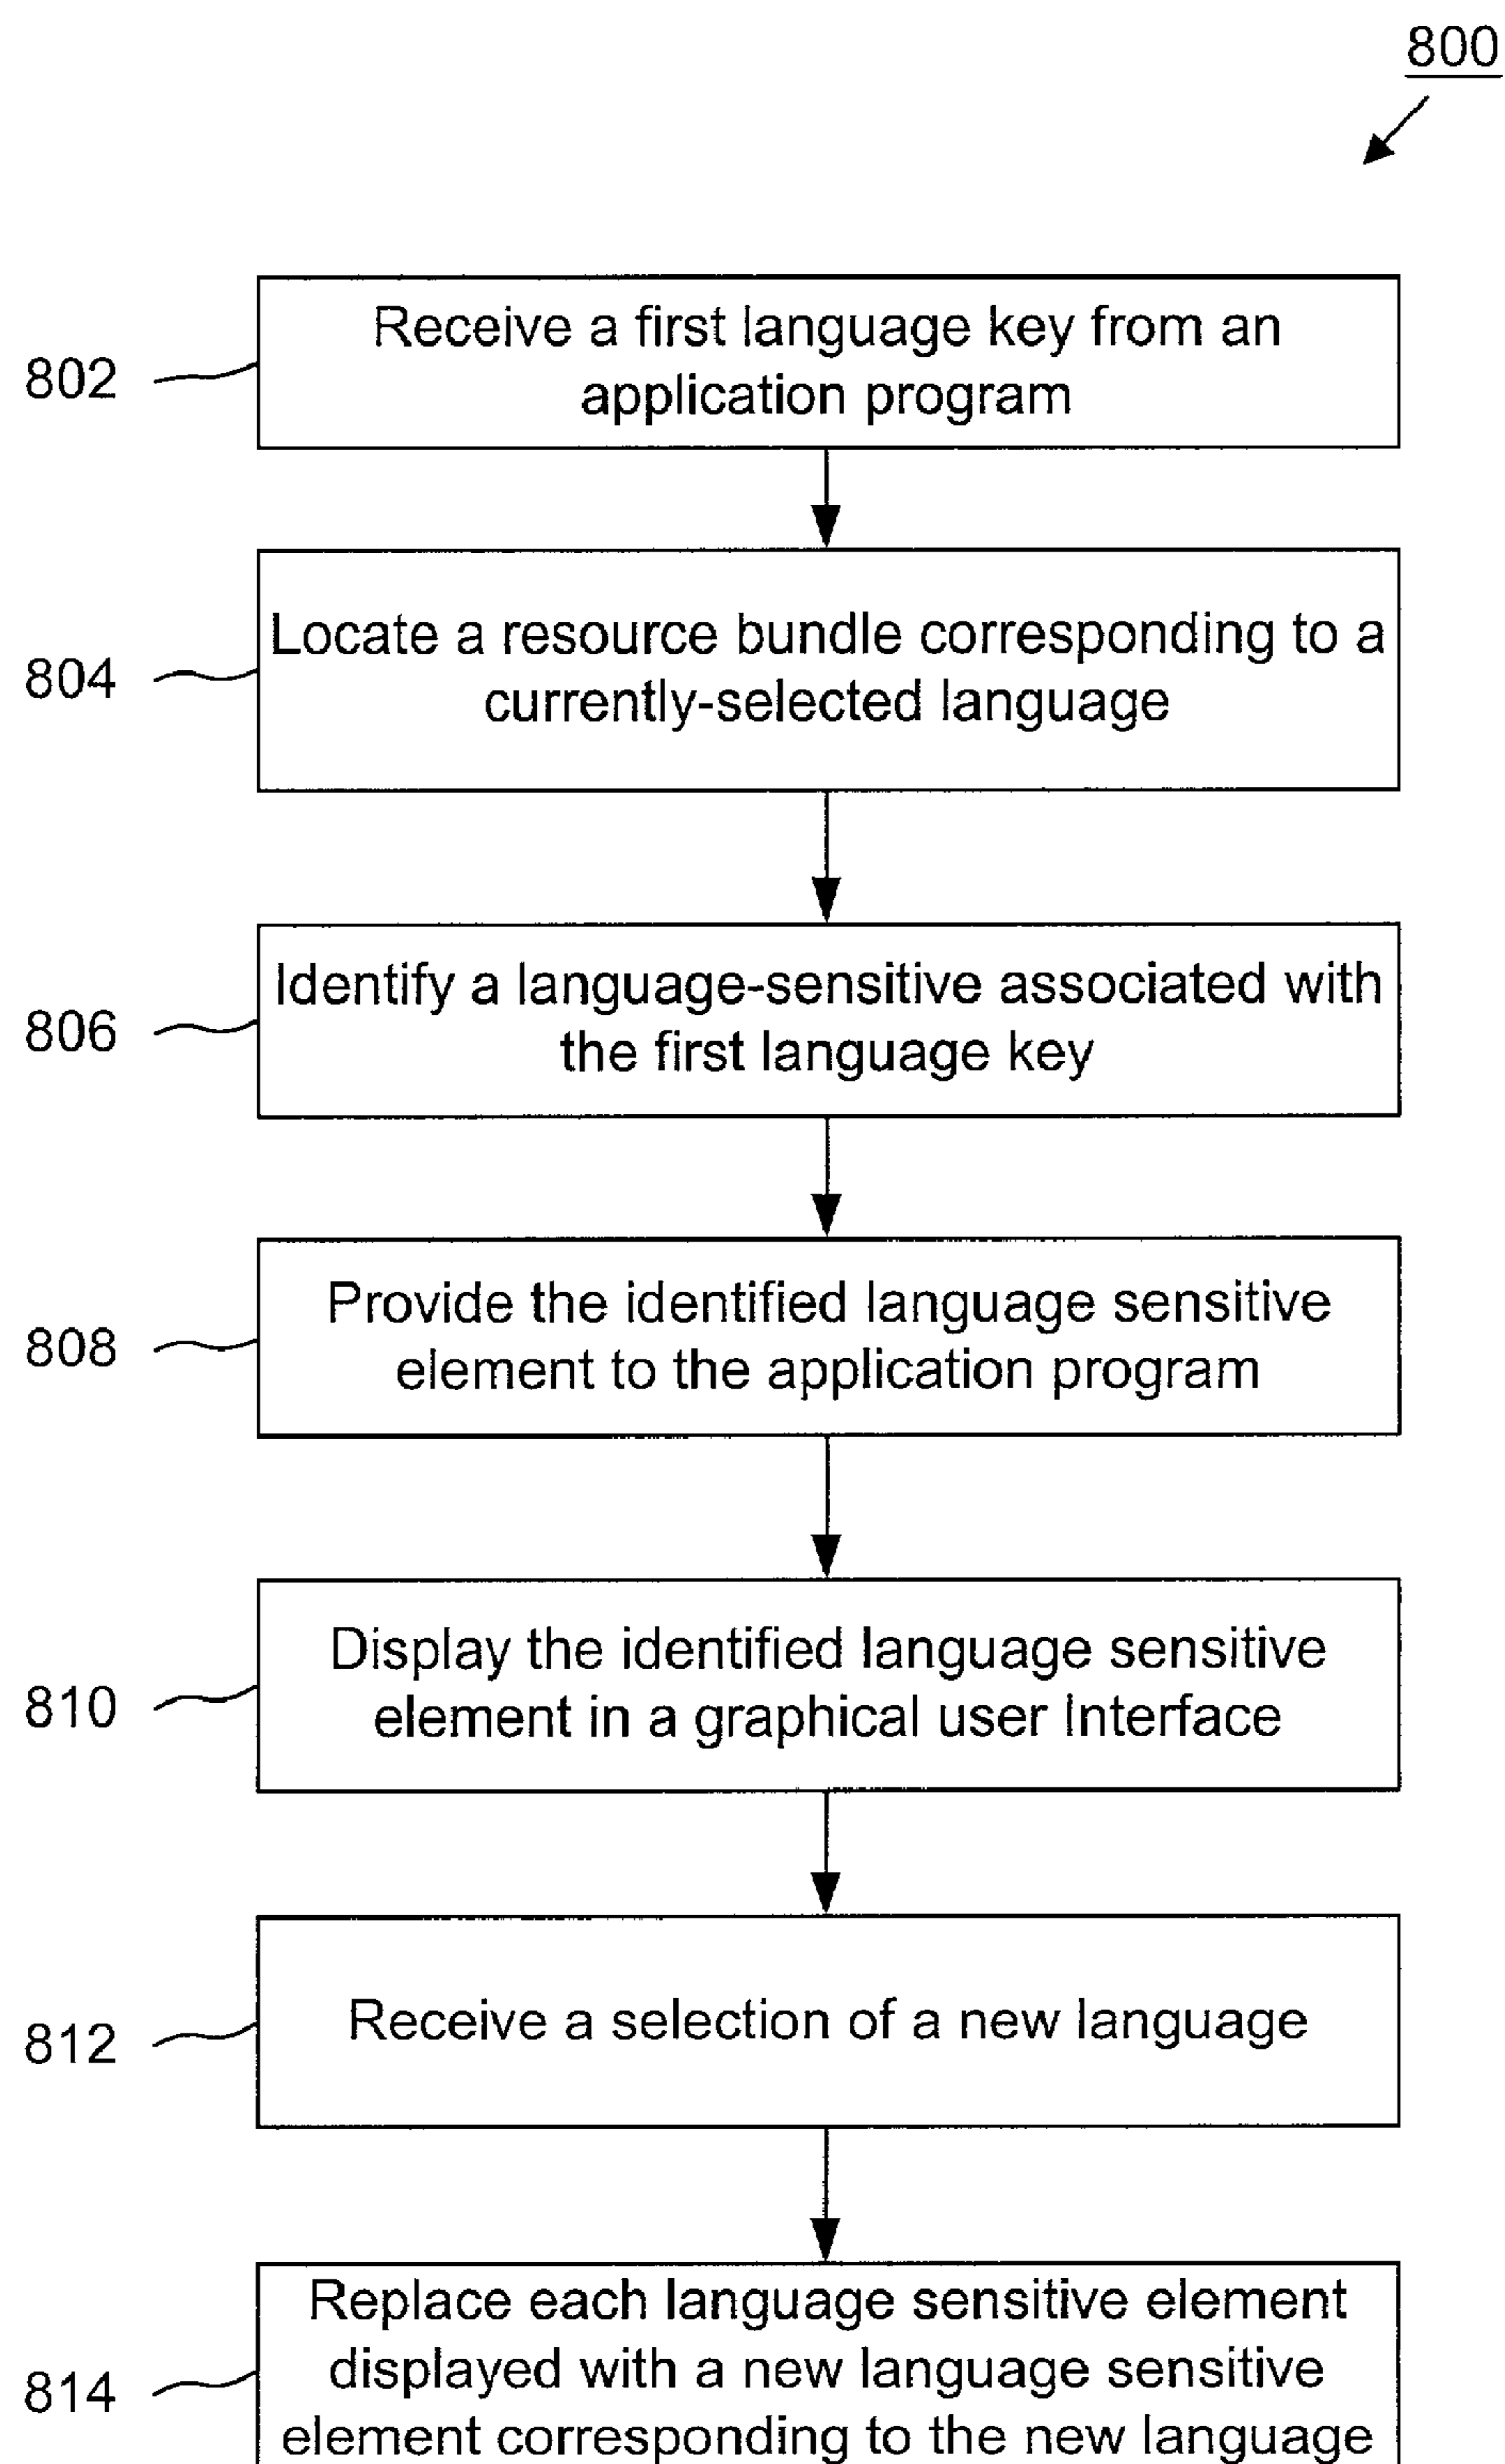 800
802
Receive a first language key from an
application program
804
Locate a resource bundle corresponding to a
currently-selected language
806
Identify a language-sensitive associated with
the first language key
808
Provide the identified language sensitive
element to the application program
810
Display the identified language sensitive
element in a graphical user Interface
812
Receive a selection of a new language
814
Replace each language sensitive element
displayed with a new language sensitive
element corresponding to the new language